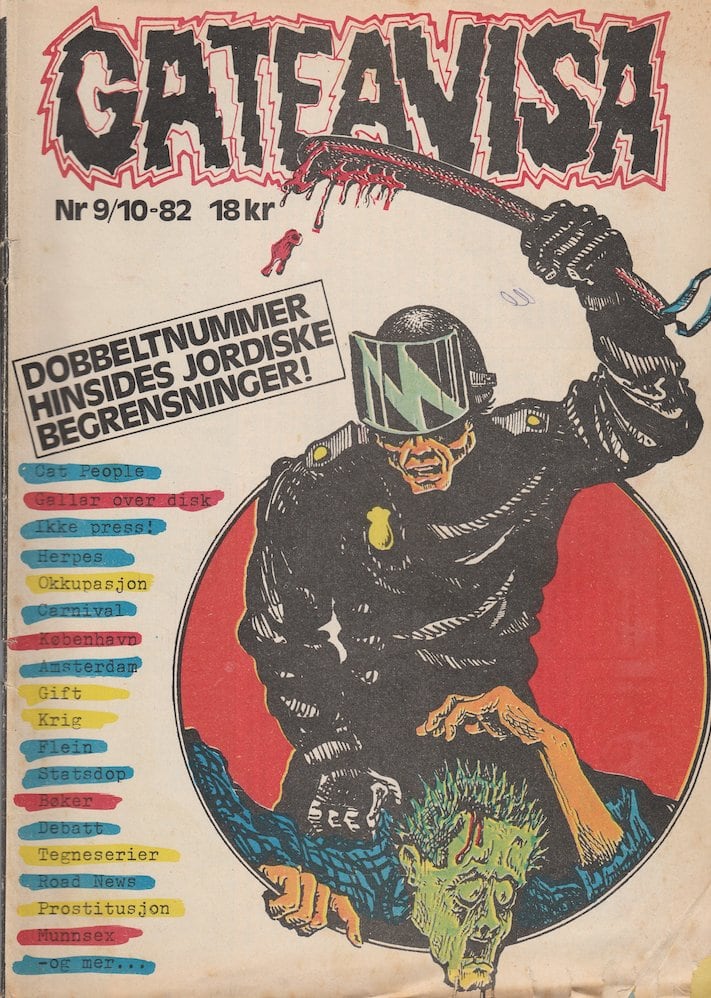 GATEAVISA
Nr 9/10-82 18 kr
DOBBELTNUMMER
HINSIDES JORDISKE
BEGRENSNINGER!
Cat People
Gallar over disk
Ikke press!
Herpes
Okkupasjon
Carnival
København
Amsterdam
Gift
Krig
Flein
Statsdop
Bøker
Debatt
Tegneserier
Road News
Prostitusjon
Munnsex
-og mer...